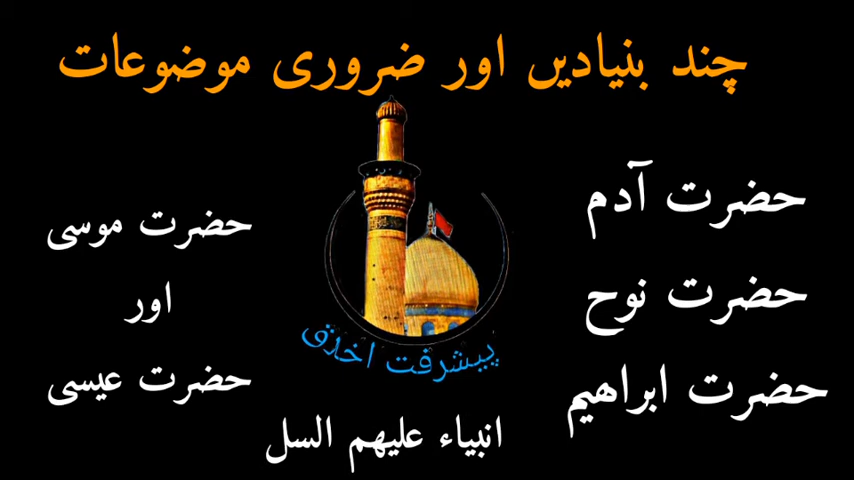 چند بنیادیں اور ضروری موضوعات
حضرت آدم
حضرت نوح
حضرت ابراھیم
حضرت موسی
اور
حضرت عیسی
پیشرفت اخلاق
انبیاء علیهم السل